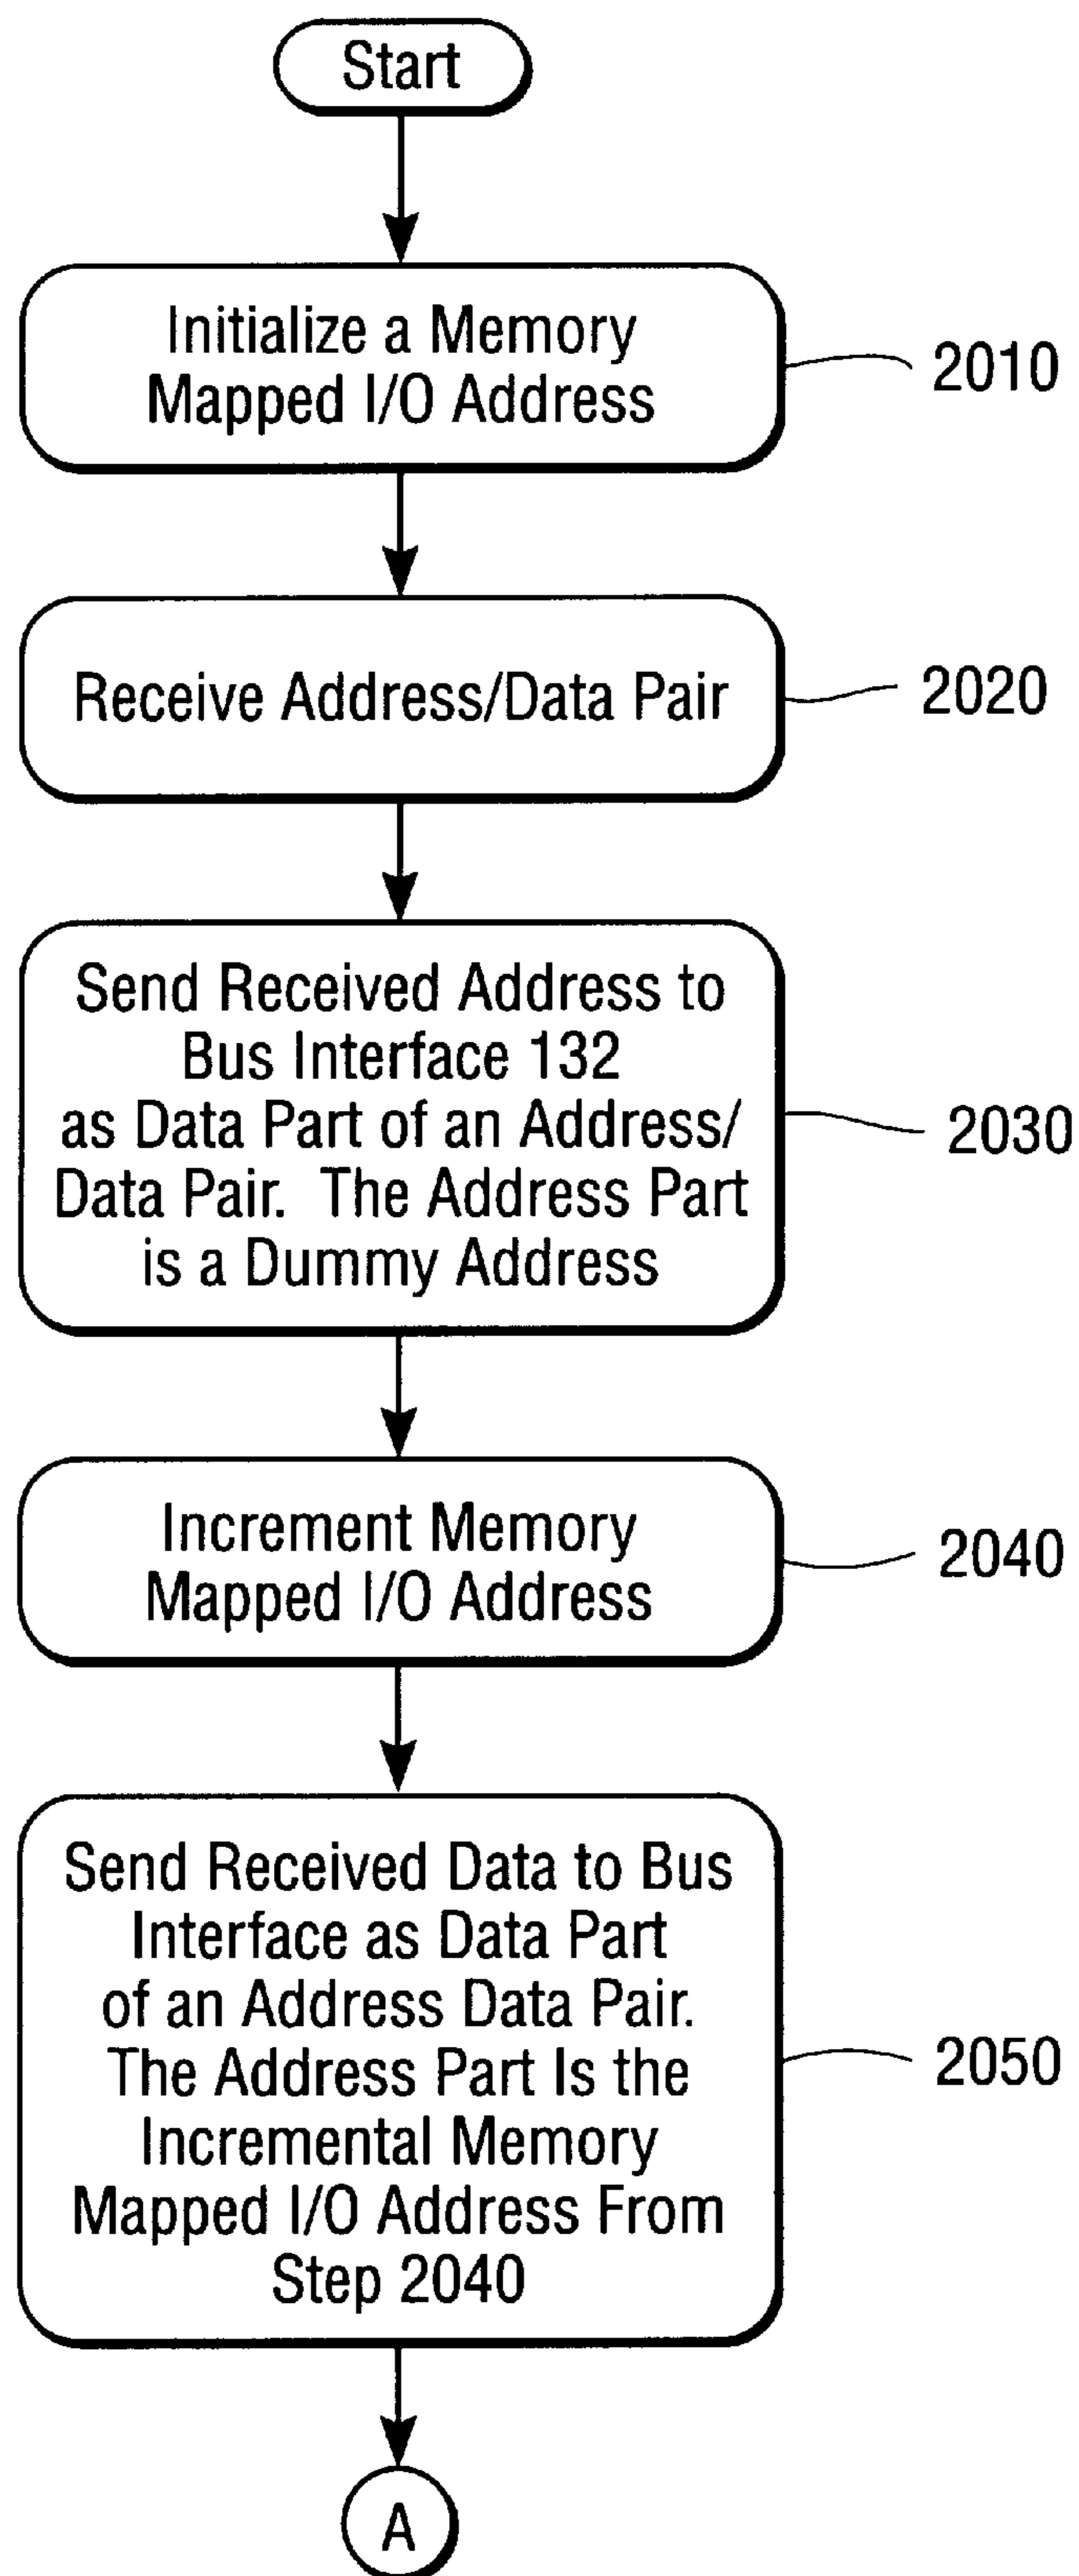 Start
Initialize a Memory
Mapped I/O Address
2010
Receive Address/Data Pair
2020
Send Received Address to
Bus Interface 132
as Data Part of an Address/
Data Pair. The Address Part
is a Dummy Address
2030
Increment Memory
Mapped I/O Address
2040
Send Received Data to Bus
Interface as Data Part
of an Address Data Pair.
The Address Part Is the
Incremental Memory
Mapped I/O Address From
Step 2040
2050
A